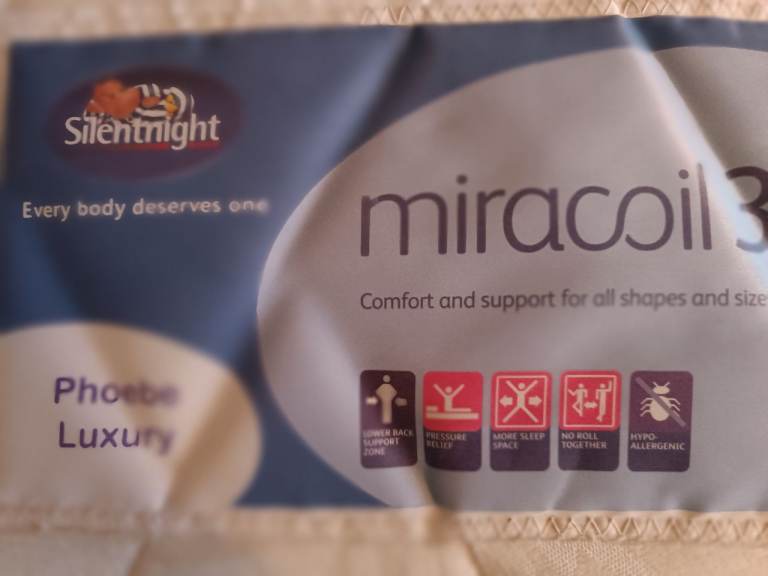 Silentnight
Every body deserves one
miracoil 3
Comfort and support for all shapes and size
Phoebe
Luxury
LOWER BACK
SUPPORT
ZONE
PRESSURE
RELIEF
MORE SLEEP
SPACE
NO ROLL
TOGETHER
HYPO-
ALLERGENIC